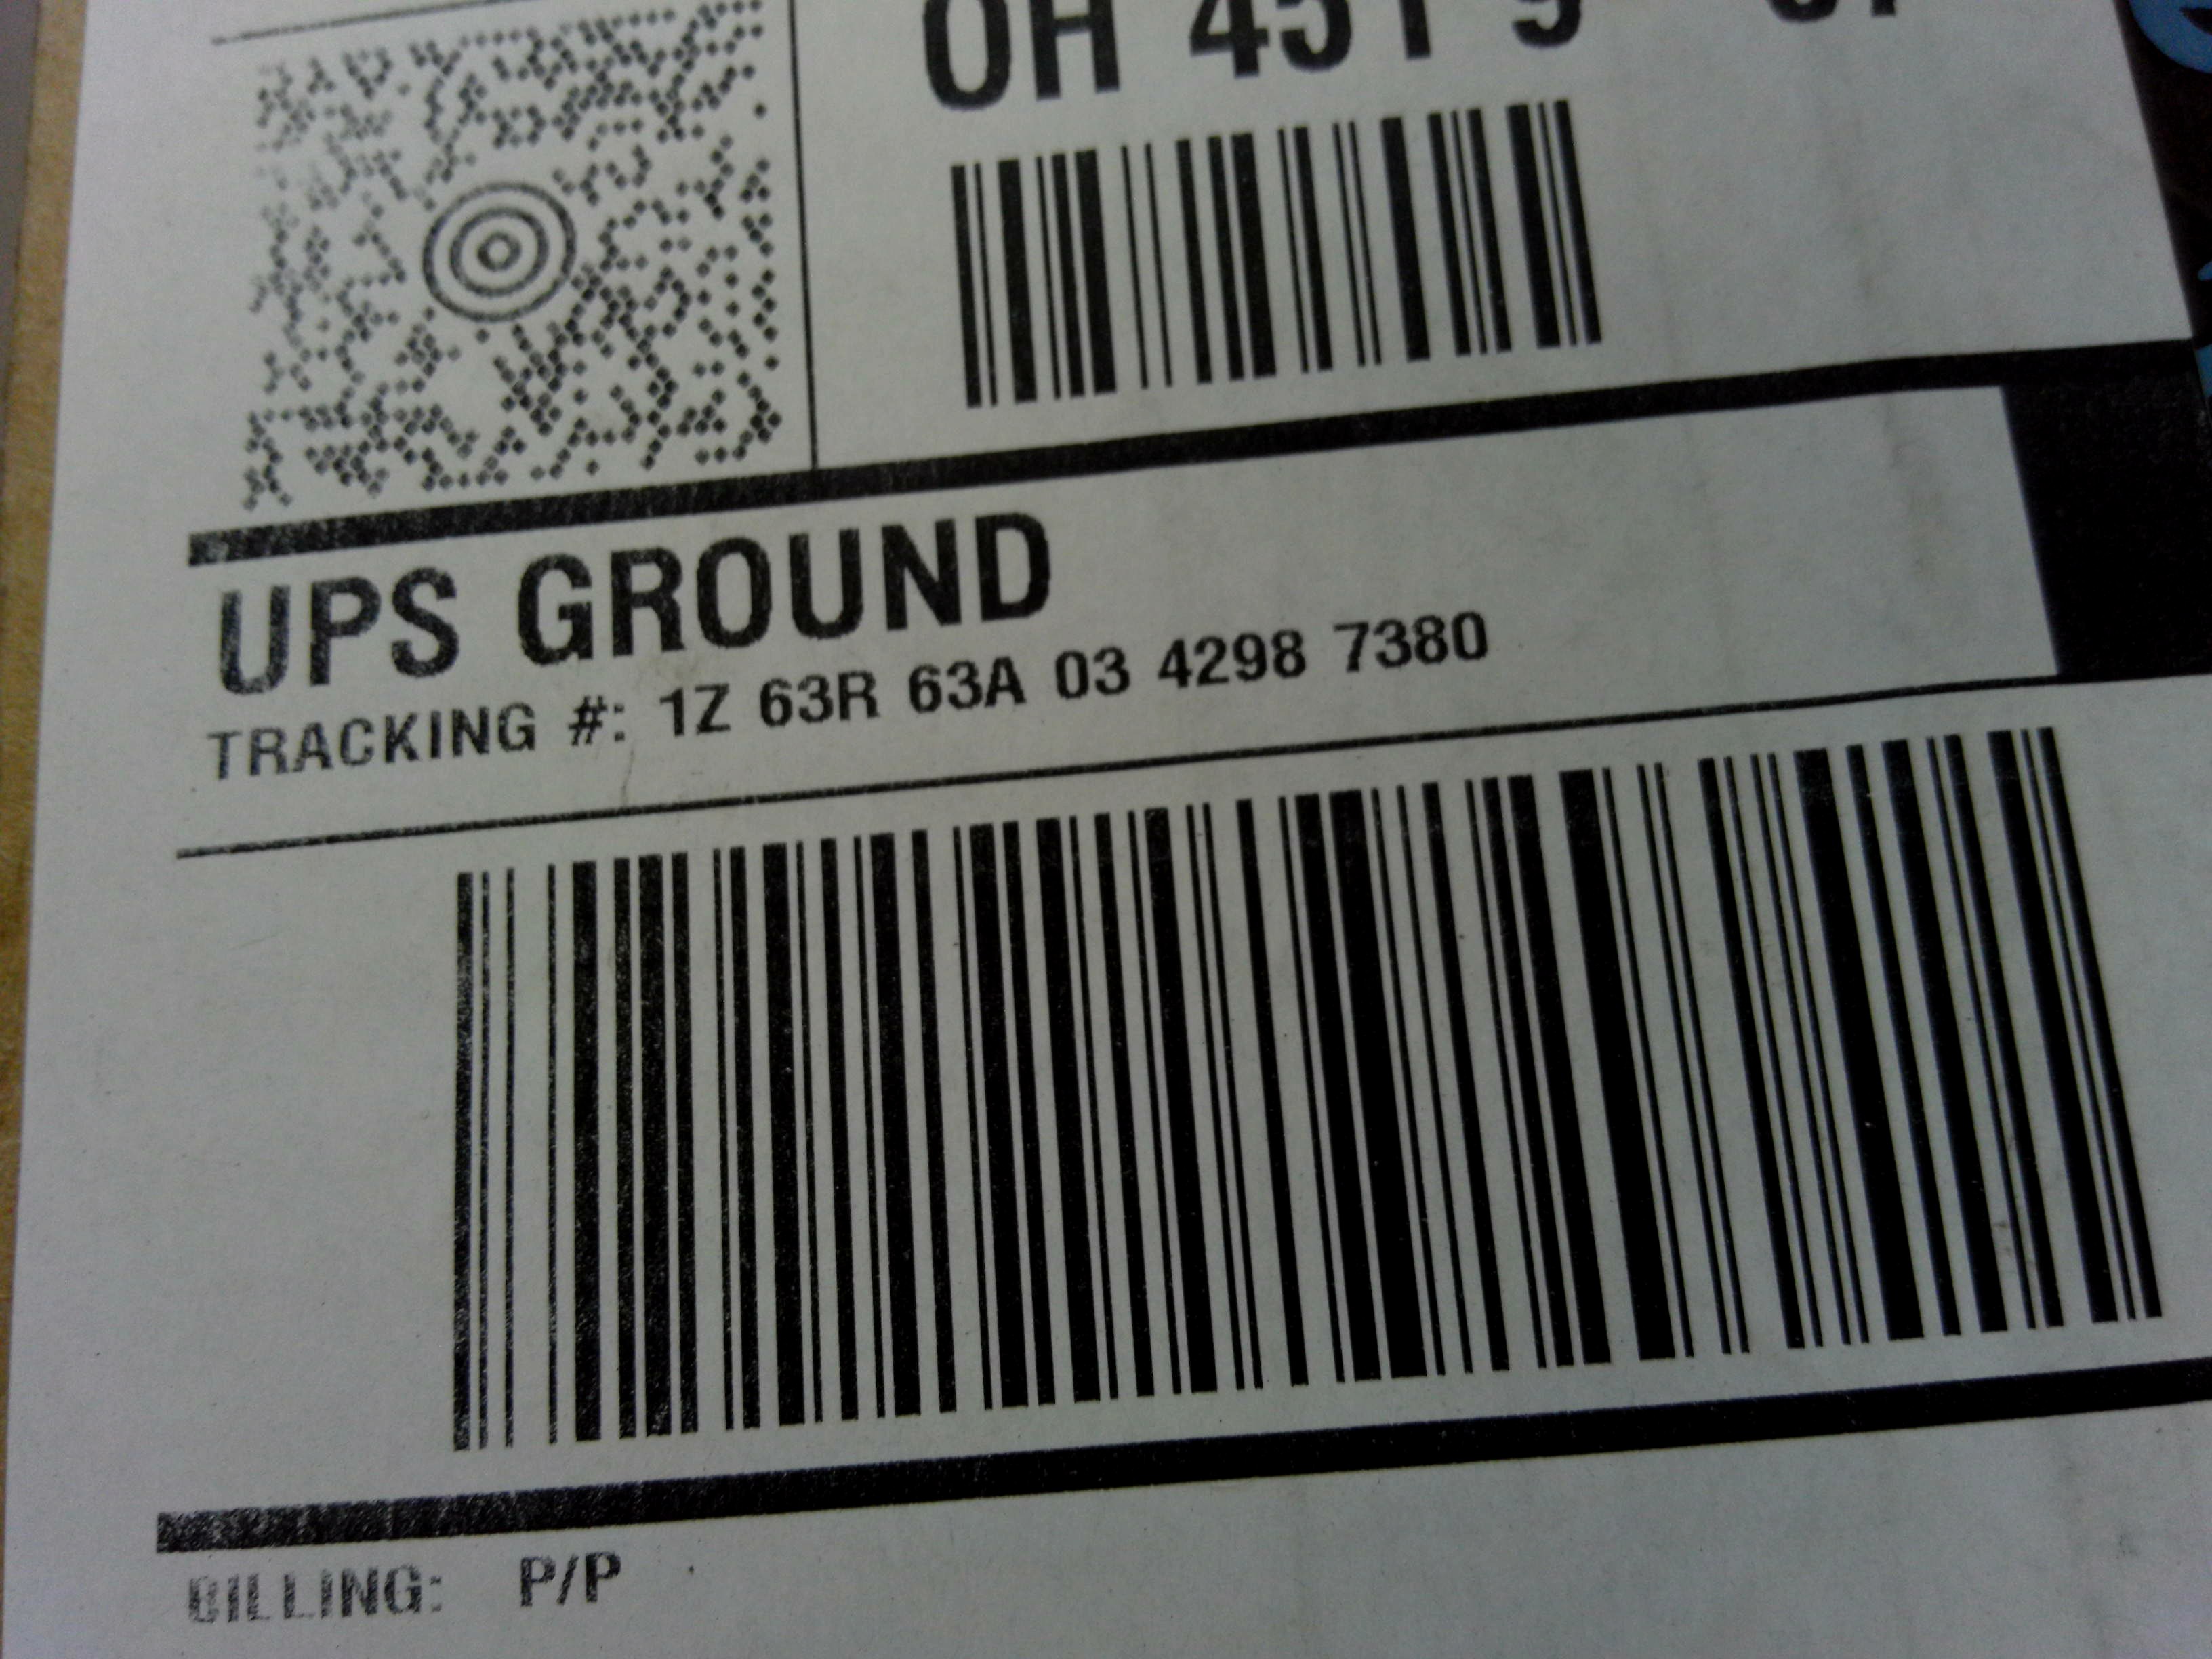 UPS GROUND
TRACKING #: 1Z 63R 63A 03 4298 7380
BILLING: P/P